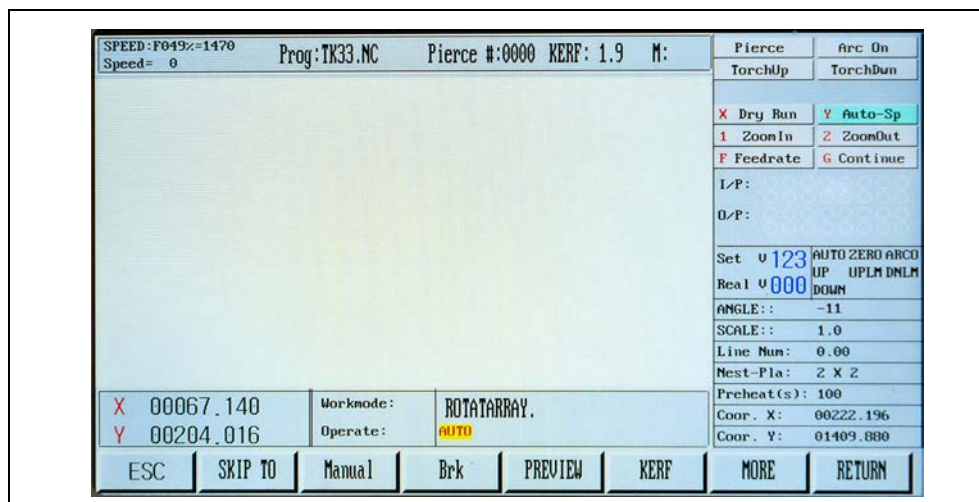 SPEED:F049%=1470
Speed= 0
Prog:TK33.NC Pierce #:0000 KERF: 1.9 M:
Pierce Arc On
TorchUp TorchDwn
X Dry Run Y Auto-Sp
1 ZoomIn 2 ZoomOut
F Feedrate G Continue
I/P:
O/P:
Set V 123 AUTO ZERO ARCO
UP UPLM DNLM
Real V 000 DOWN
ANGLE:: -11
SCALE:: 1.0
Line Num: 0.00
Nest-Pla: 2 X 2
Preheat(s): 100
Coor. X: 00222.196
Coor. Y: 01409.880
X 00067.140
Y 00204.016
Workmode: ROTATARRAY.
Operate: AUTO
ESC SKIP TO Manual Brk PREVIEW KERF MORE RETURN